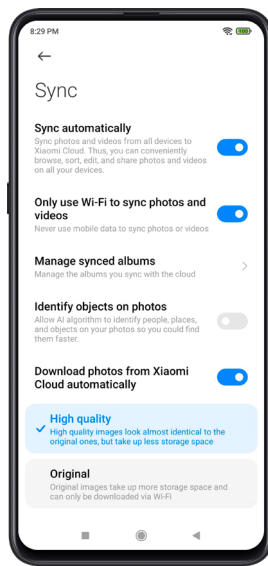 8:29 PM 100
Sync
Sync automatically
Sync photos and videos from all devices to
Xiaomi Cloud. Thus, you can conveniently
browse, sort, edit, and share photos and videos
on all your devices.
Only use Wi-Fi to sync photos and
videos
Never use mobile data to sync photos or videos
Manage synced albums
Manage the albums you sync with the cloud
Identify objects on photos
Allow AI algorithm to identify people, places,
and objects on your photos so you could find
them faster.
Download photos from Xiaomi
Cloud automatically
High quality
High quality images look almost identical to the
original ones, but take up less storage space
Original
Original images take up more storage space and
can only be downloaded via Wi-Fi